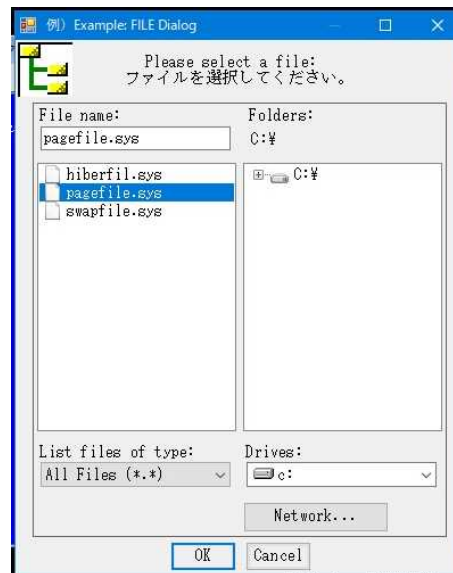 例) Example: FILE Dialog
Please select a file:
ファイルを選択してください。
File name:
pagefile.sys
Folders:
C:¥
hiberfil.sys
pagefile.sys
swapfile.sys
C:¥
List files of type:
All Files (*.*)
Drives:
c:
Network...
OK
Cancel